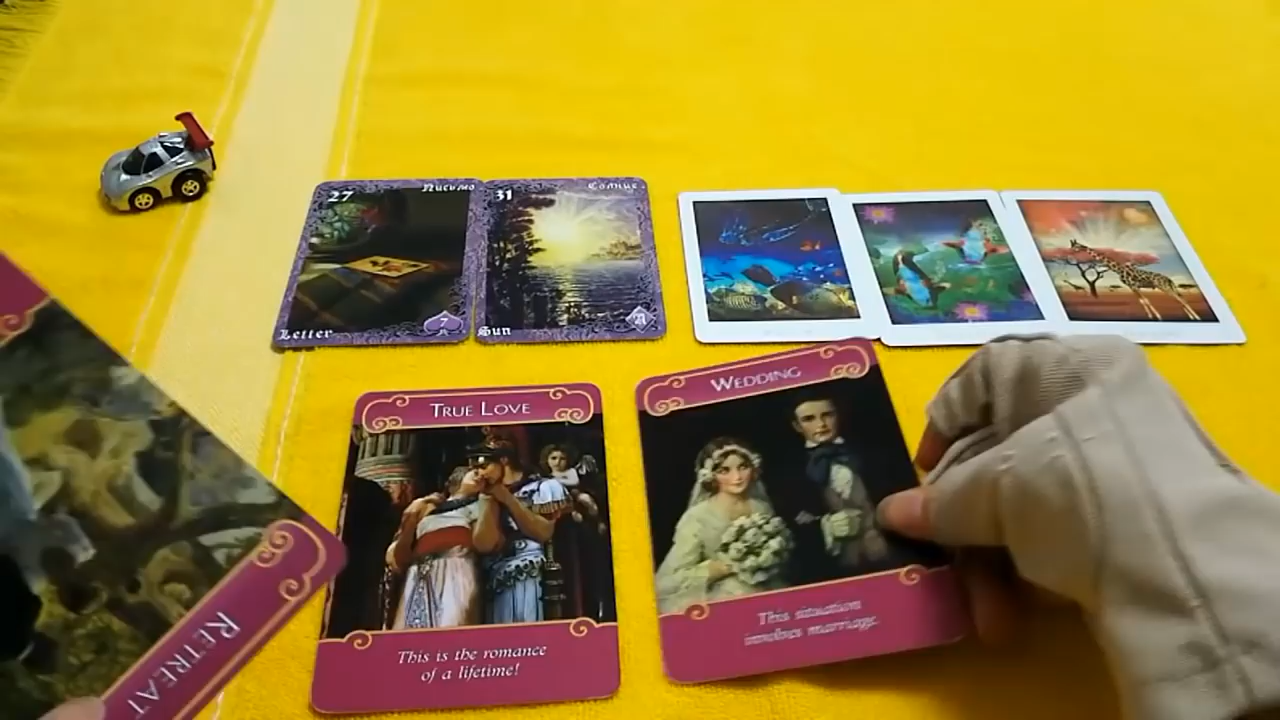 27 Письмо
Letter
7
31 Солнце
Sun
TRUE LOVE
This is the romance
of a lifetime!
WEDDING
This situation
involves marriage.
RETREAT